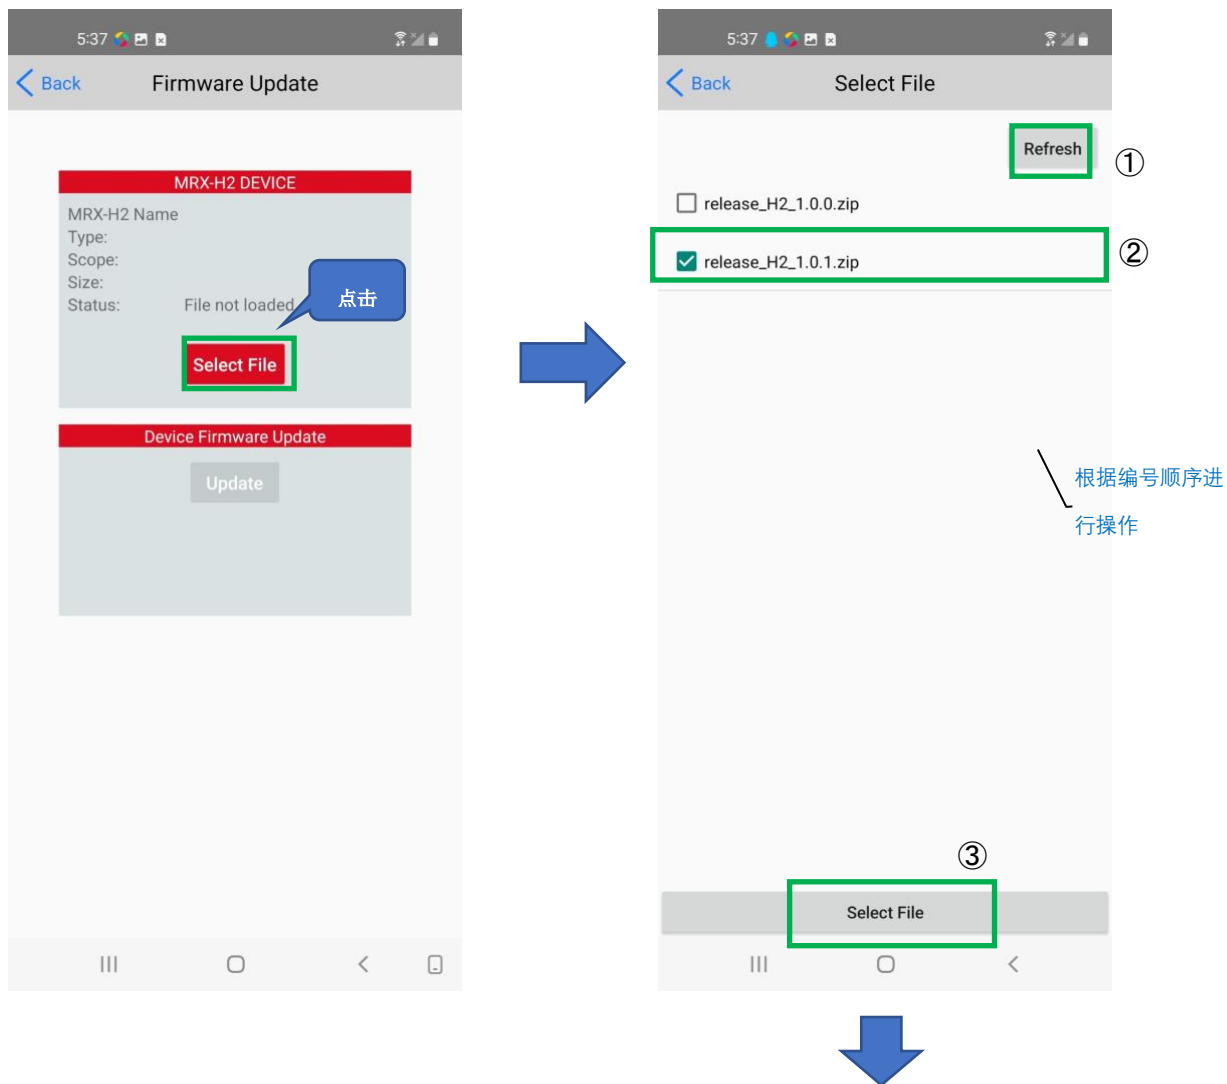 5:37
Back
Firmware Update
MRX-H2 DEVICE
MRX-H2 Name
Type:
Scope:
Size:
Status: File not loaded
点击
Select File
Device Firmware Update
Update
5:37
Back
Select File
Refresh
①
release_H2_1.0.0.zip
release_H2_1.0.1.zip
②
根据编号顺序进
行操作
③
Select File